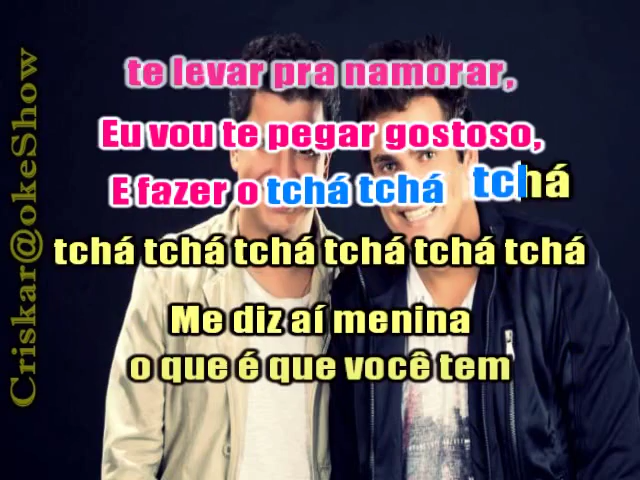 te levar pra namorar,
Eu vou te pegar gostoso,
E fazer o tchá tchá tchá
tchá tchá tchá tchá tchá tchá
Me diz aí menina
o que é que você tem
Criskar@okeShow